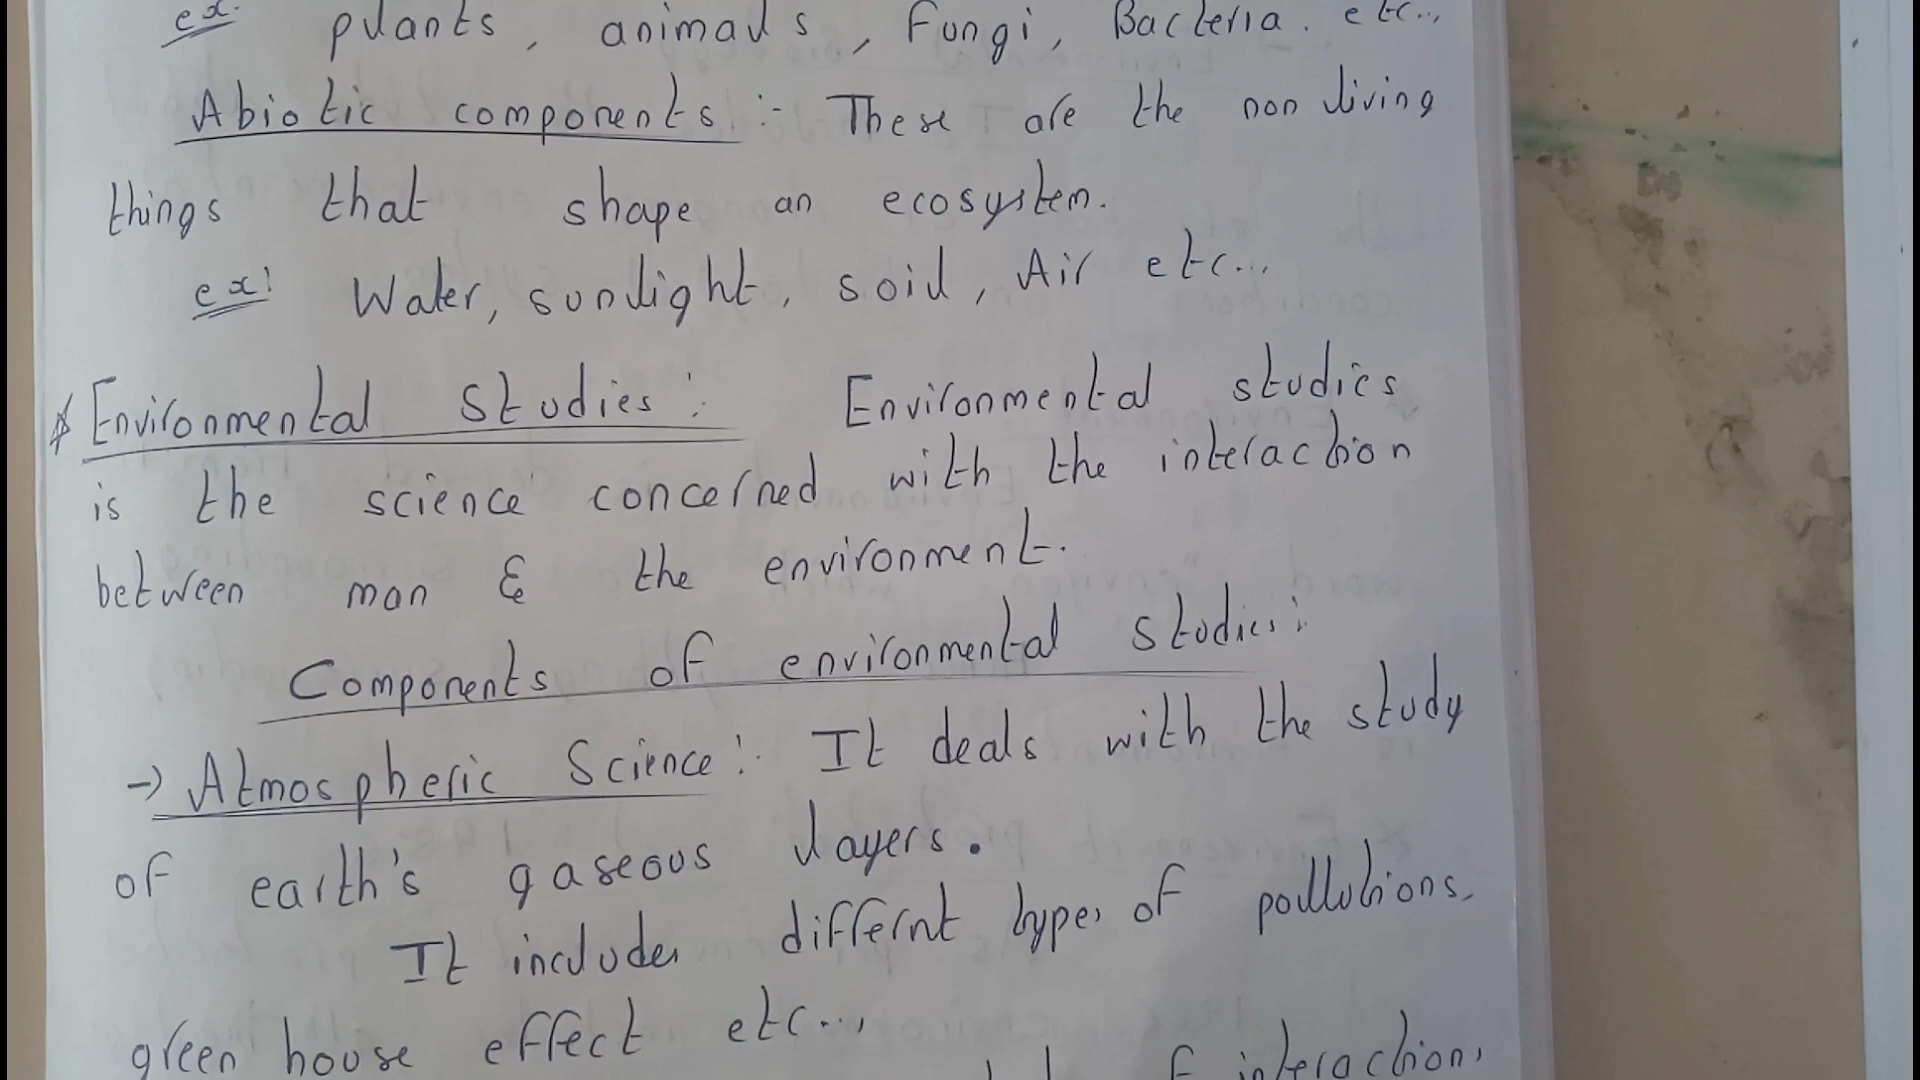 ex: plants, animals, Fungi, Bacteria. etc..,
Abiotic components :- These are the non living
things that shape an ecosystem.
ex: Water, sunlight, soil, Air etc...
* Environmental Studies: Environmental studies
is the science concerned with the interaction
between man & the environment.
Components of environmental studies:
-> Atmospheric Science: It deals with the study
of earth's gaseous layers.
It includes differnt types of pollutions,
green house effect etc...,
of interaction,